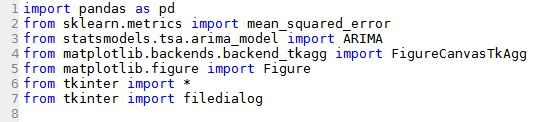 1 import pandas as pd
2 from sklearn.metrics import mean_squared_error
3 from statsmodels.tsa.arima_model import ARIMA
4 from matplotlib.backends.backend_tkagg import FigureCanvasTkAgg
5 from matplotlib.figure import Figure
6 from tkinter import *
7 from tkinter import filedialog
8